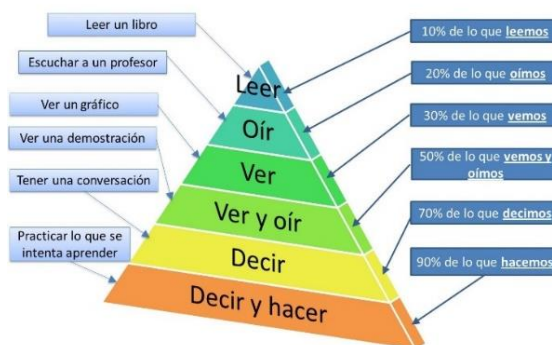 Leer un libro
Escuchar a un profesor
Ver un gráfico
Ver una demostración
Tener una conversación
Practicar lo que se
intenta aprender
Leer
Oír
Ver
Ver y oír
Decir
Decir y hacer
10% de lo que leemos
20% de lo que oímos
30% de lo que vemos
50% de lo que vemos y
oímos
70% de lo que decimos
90% de lo que hacemos